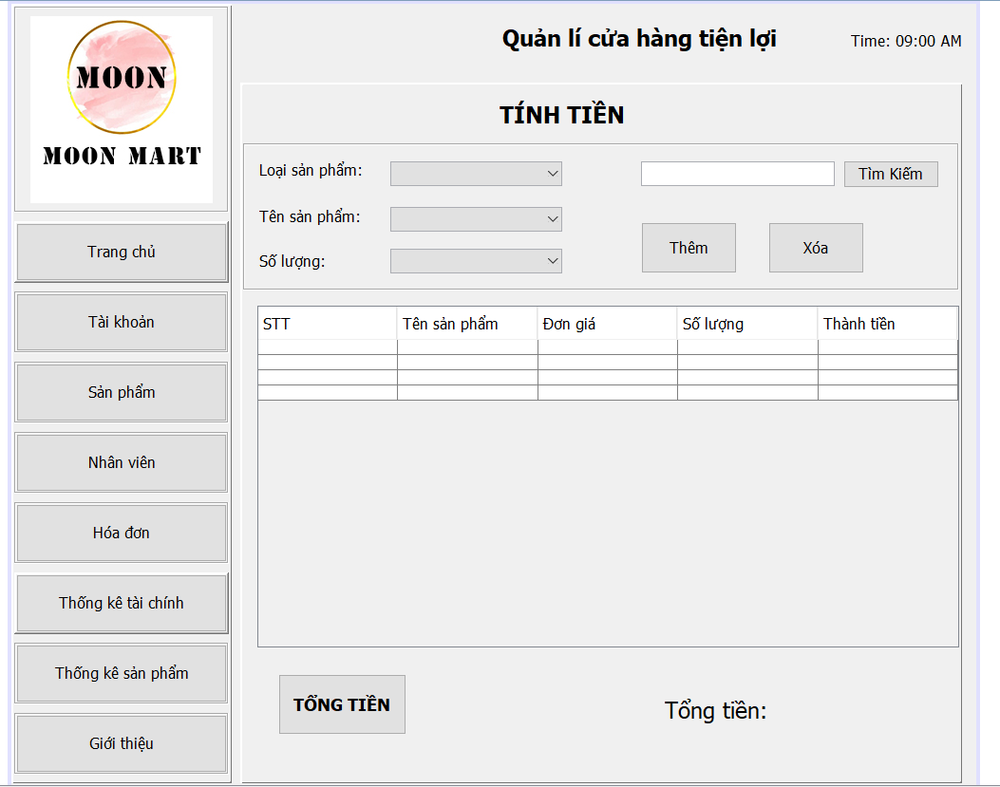 MOON
MOON MART
Trang chủ
Tài khoản
Sản phẩm
Nhân viên
Hóa đơn
Thống kê tài chính
Thống kê sản phẩm
Giới thiệu
Quản lí cửa hàng tiện lợi
Time: 09:00 AM
TÍNH TIỀN
Loại sản phẩm:
Tìm Kiếm
Tên sản phẩm:
Số lượng:
Thêm
Xóa
STT Tên sản phẩm Đơn giá Số lượng Thành tiền
TỔNG TIỀN
Tổng tiền: